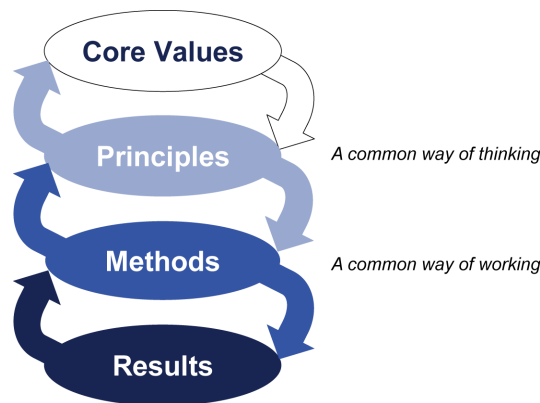 Core Values
Principles
A common way of thinking
Methods
A common way of working
Results